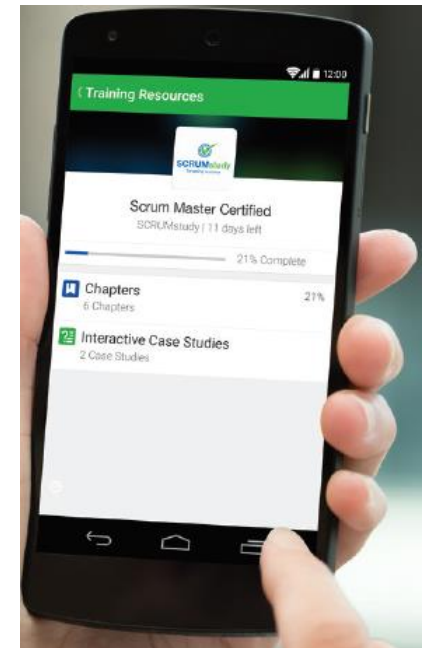 12:00
Training Resources
SCRUMstudy
Scrum Master Certified
SCRUMstudy | 11 days left
21% Complete
Chapters
21%
6 Chapters
Interactive Case Studies
2 Case Studies